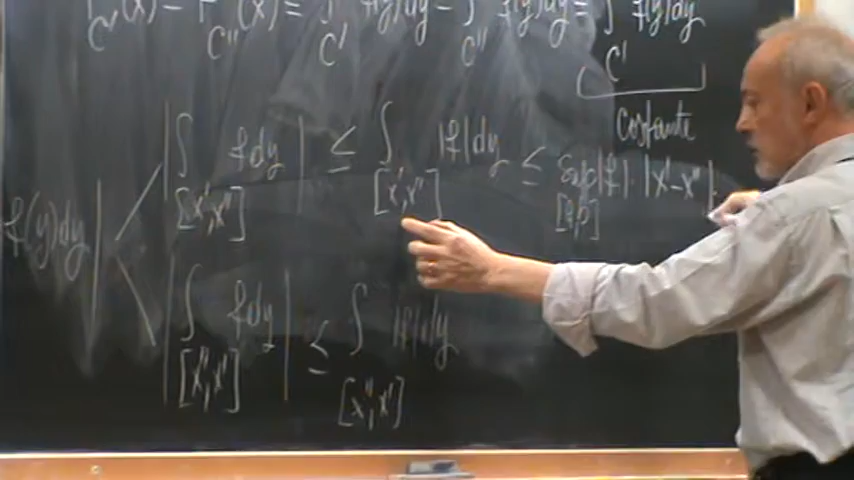 C'(x) - F C''(x) = ∫ C' f(y)dy - ∫ C'' f(y)dy = ∫ C' f(y)dy
Costante
f(y)dy | < | ∫ [x',x''] f dy | ≤ ∫ [x',x''] |f| dy ≤ Sup |f| · |x'-x''|
| ∫ [x'',x'] f dy | ≤ ∫ [x'',x'] |f| dy